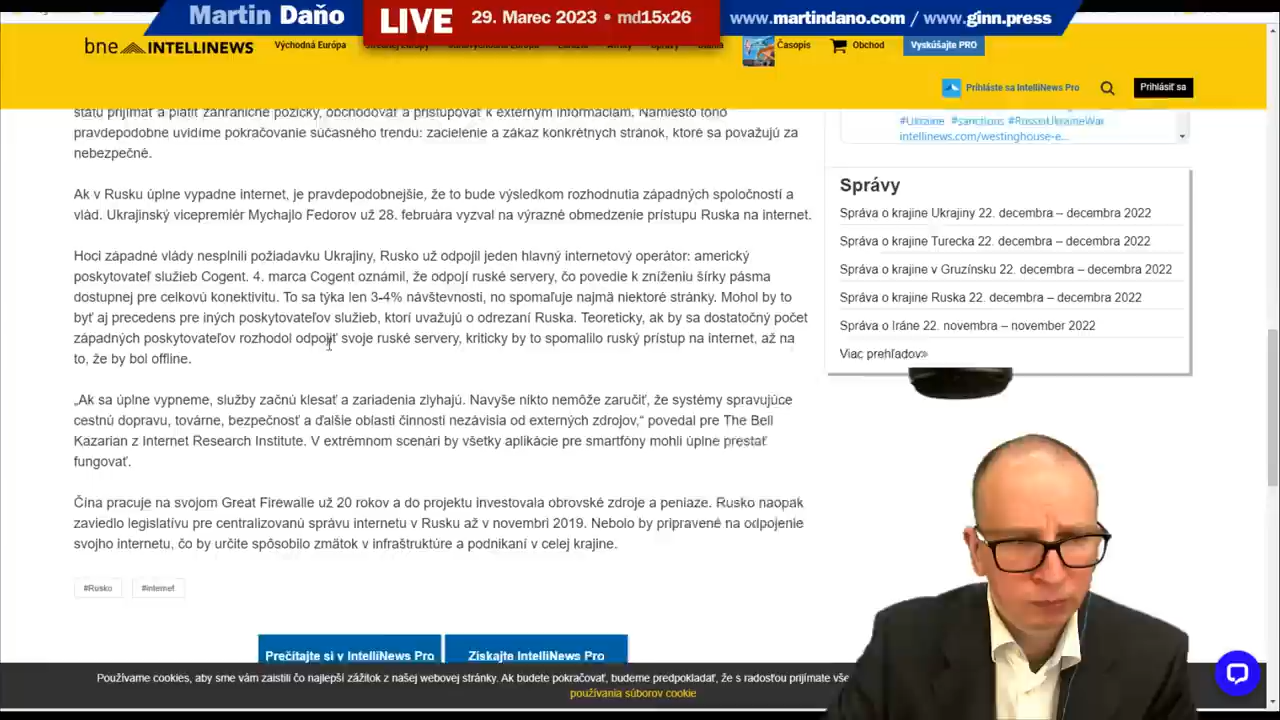 Martin Daňo
LIVE
29. Marec 2023 • md15x26
www.martindano.com / www.ginn.press
bne INTELLINEWS
Východná Európa
Časopis
Obchod
Vyskúšajte PRO
Prihláste sa IntelliNews Pro
Prihlásiť sa
štátu prijímať a platiť zahraničné pôžičky, obchodovať a pristupovať k externým informáciám. Namiesto toho
pravdepodobne uvidíme pokračovanie súčasného trendu: zacielenie a zákaz konkrétnych stránok, ktoré sa považujú za
nebezpečné.
Ak v Rusku úplne vypadne internet, je pravdepodobnejšie, že to bude výsledkom rozhodnutia západných spoločností a
vlád. Ukrajinský vicepremiér Mychajlo Fedorov už 28. februára vyzval na výrazné obmedzenie prístupu Ruska na internet.
Hoci západné vlády nesplnili požiadavku Ukrajiny, Rusko už odpojil jeden hlavný internetový operátor: americký
poskytovateľ služieb Cogent. 4. marca Cogent oznámil, že odpojí ruské servery, čo povedie k zníženiu šírky pásma
dostupnej pre celkovú konektivitu. To sa týka len 3-4% návštevnosti, no spomaľuje najmä niektoré stránky. Mohol by to
byť aj precedens pre iných poskytovateľov služieb, ktorí uvažujú o odrezaní Ruska. Teoreticky, ak by sa dostatočný počet
západných poskytovateľov rozhodol odpojiť svoje ruské servery, kriticky by to spomalilo ruský prístup na internet, až na
to, že by bol offline.
„Ak sa úplne vypneme, služby začnú klesať a zariadenia zlyhajú. Navyše nikto nemôže zaručiť, že systémy spravujúce
cestnú dopravu, továrne, bezpečnosť a ďalšie oblasti činnosti nezávisia od externých zdrojov,“ povedal pre The Bell
Kazarian z Internet Research Institute. V extrémnom scenári by všetky aplikácie pre smartfóny mohli úplne prestať
fungovať.
Čína pracuje na svojom Great Firewalle už 20 rokov a do projektu investovala obrovské zdroje a peniaze. Rusko naopak
zaviedlo legislatívu pre centralizovanú správu internetu v Rusku až v novembri 2019. Nebolo by pripravené na odpojenie
svojho internetu, čo by určite spôsobilo zmätok v infraštruktúre a podnikaní v celej krajine.
#Rusko
#internet
Prečítajte si v IntelliNews Pro
Získajte IntelliNews Pro
#Ukraine #sanctions #RussiaUkraineWar
intellinews.com/westinghouse-e...
Správy
Správa o krajine Ukrajiny 22. decembra – decembra 2022
Správa o krajine Turecka 22. decembra – decembra 2022
Správa o krajine v Gruzínsku 22. decembra – decembra 2022
Správa o krajine Ruska 22. decembra – decembra 2022
Správa o Iráne 22. novembra – november 2022
Viac prehľadov»
Používame cookies, aby sme vám zaistili čo najlepší zážitok z našej webovej stránky. Ak budete pokračovať, budeme predpokladať, že s radosťou prijímate vše
používania súborov cookie